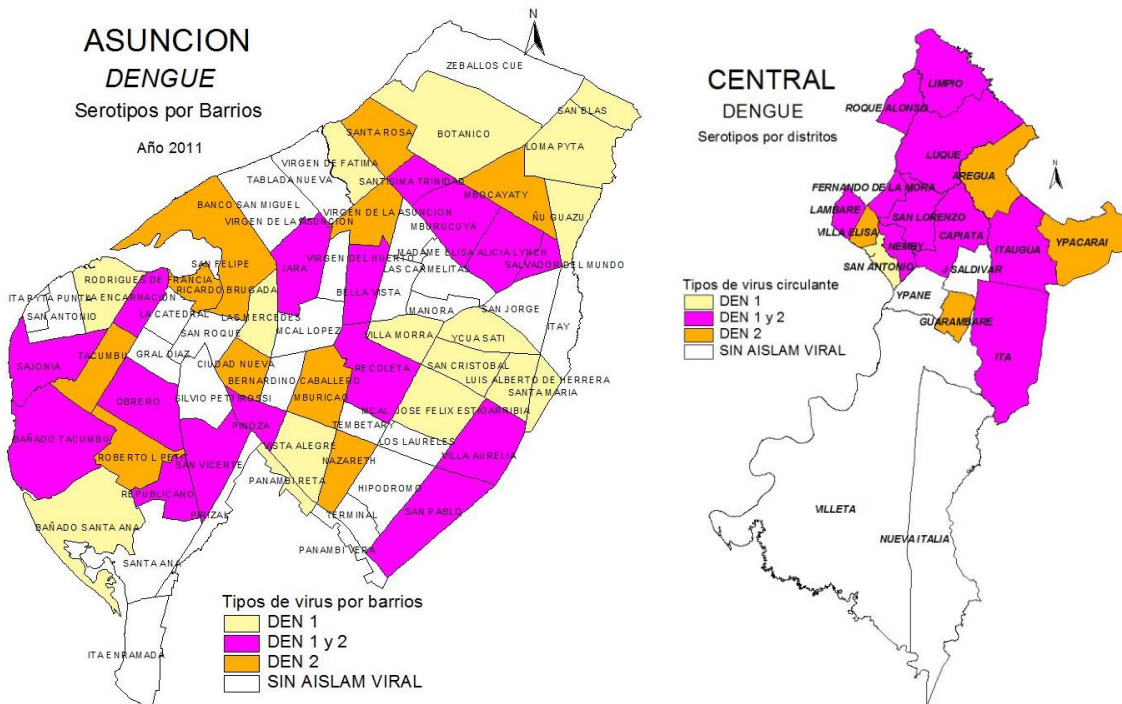 ASUNCION
DENGUE
Serotipos por Barrios
Año 2011
N
ZEBALLOS CUE
SAN BLAS
BOTANICO
SANTA ROSA
LOMA PYTA
VIRGEN DE FATIMA
TABLADA NUEVA
SANTISIMA TRINIDAD
MBOCAYATY
BANCO SAN MIGUEL
VIRGEN DE LA ASUNCION
VIRGEN DE LA ASUNCION
ÑU GUAZU
MBURUCUYA
MADAME ELISA ALICIA LYNCH
VIRGEN DEL HUERTO
SAN FELIPE
JARA
LAS CARMELITAS
SALVADOR DEL MUNDO
RODRIGUES DE FRANCIA
RICARDO BRUGADA
BELLA VISTA
ITA PYTA PUNTA
LA ENCARNACION
MANORA
SAN JORGE
SAN ANTONIO
LA CATEDRAL
LAS MERCEDES
ITAY
SAN ROQUE
MCAL LOPEZ
VILLA MORRA
YCUA SATI
TACUMBU
GRAL DIAZ
SAJONIA
CIUDAD NUEVA
RECOLETA
SAN CRISTOBAL
BERNARDINO CABALLERO
LUIS ALBERTO DE HERRERA
MBURICAO
SANTA MARIA
OBRERO
SILVIO PETTIROSSI
MCAL JOSE FELIX ESTIGARRIBIA
PINOZA
TEMBETARY
BAÑADO TACUMBU
VISTA ALEGRE
LOS LAURELES
ROBERTO L PETIT
SAN VICENTE
NAZARETH
VILLA AURELIA
PANAMBI RETA
REPUBLICANO
HIPODROMO
PIRIZAL
TERMINAL
SAN PABLO
BAÑADO SANTA ANA
PANAMBI VERA
SANTA ANA
ITA ENRAMADA
Tipos de virus por barrios
DEN 1
DEN 1 y 2
DEN 2
SIN AISLAM VIRAL
CENTRAL
DENGUE
Serotipos por distritos
N
LIMPIO
ROQUE ALONSO
LUQUE
AREGUA
FERNANDO DE LA MORA
LAMBARE
SAN LORENZO
VILLA ELISA
CAPIATA
NEMBY
ITAUGUA
YPACARAI
SAN ANTONIO
J SALDIVAR
YPANE
GUARAMBARE
ITA
VILLETA
NUEVA ITALIA
Tipos de virus circulante
DEN 1
DEN 1 y 2
DEN 2
SIN AISLAM VIRAL